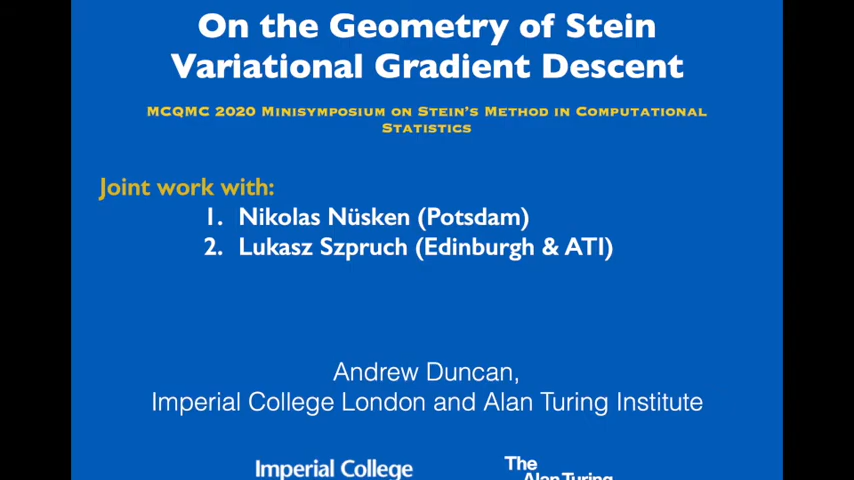 On the Geometry of Stein
Variational Gradient Descent
MCQMC 2020 Minisymposium on Stein's Method in Computational
Statistics
Joint work with:
1. Nikolas Nüsken (Potsdam)
2. Lukasz Szpruch (Edinburgh & ATI)
Andrew Duncan,
Imperial College London and Alan Turing Institute
Imperial College
The
Alan Turing